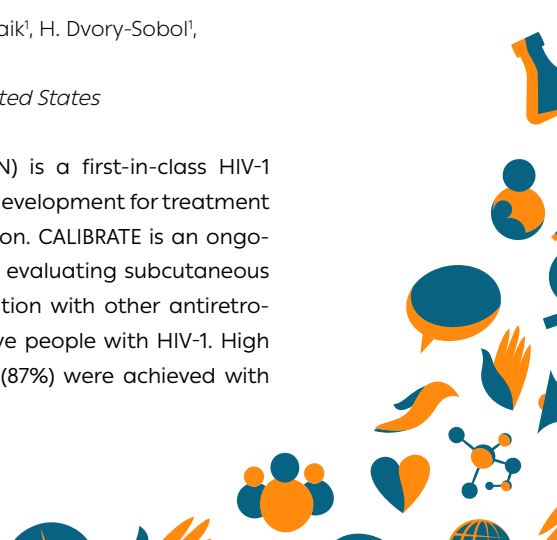 aik¹, H. Dvory-Sobol¹,
ted States
N) is a first-in-class HIV-1
evelopment for treatment
on. CALIBRATE is an ongo-
evaluating subcutaneous
tion with other antiretro-
ve people with HIV-1. High
(87%) were achieved with